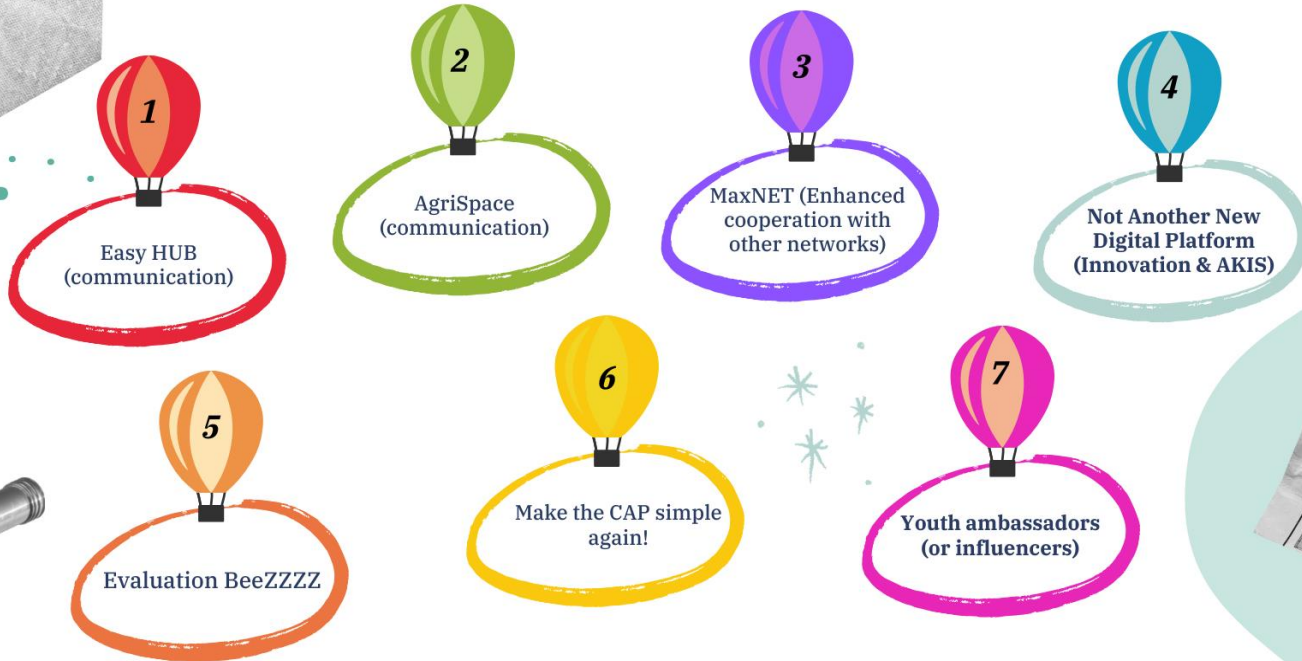 1
Easy HUB
(communication)
2
AgriSpace
(communication)
3
MaxNET (Enhanced
cooperation with
other networks)
4
Not Another New
Digital Platform
(Innovation & AKIS)
5
Evaluation BeeZZZZ
6
Make the CAP simple
again!
7
Youth ambassadors
(or influencers)